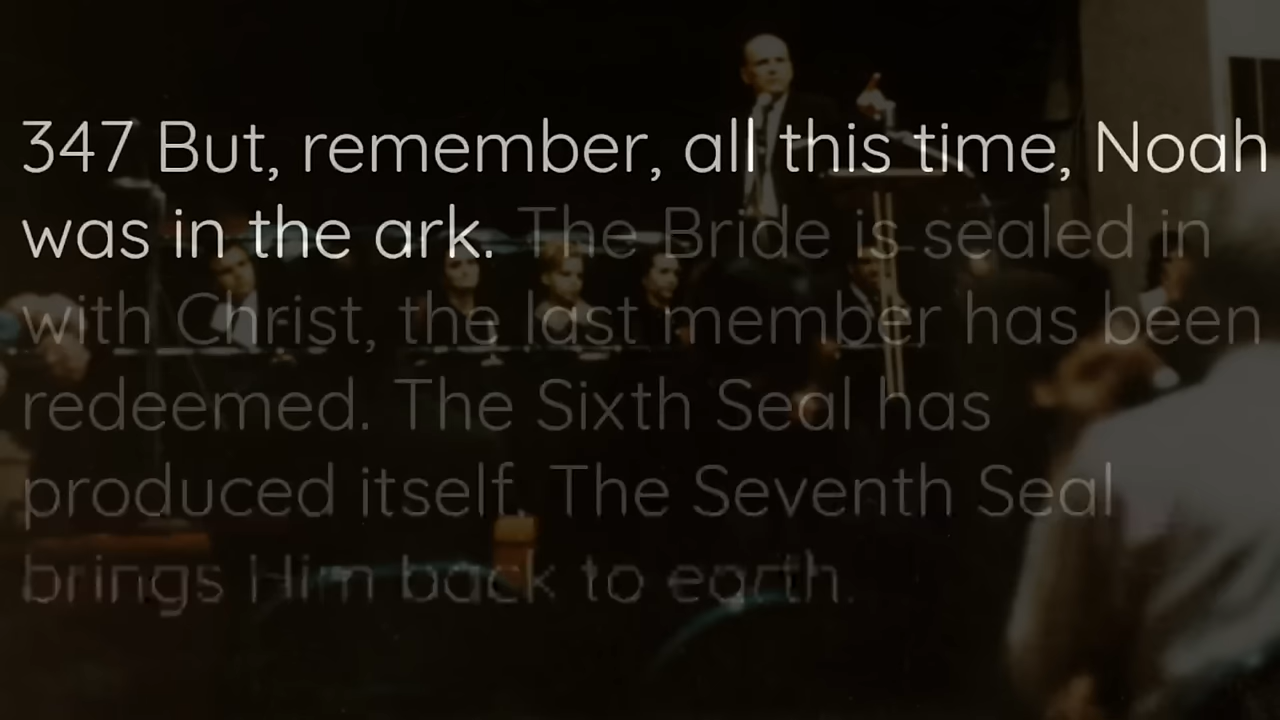 347 But, remember, all this time, Noah
was in the ark. The Bride is sealed in
with Christ, the last member has been
redeemed. The Sixth Seal has
produced itself. The Seventh Seal
brings Him back to earth.